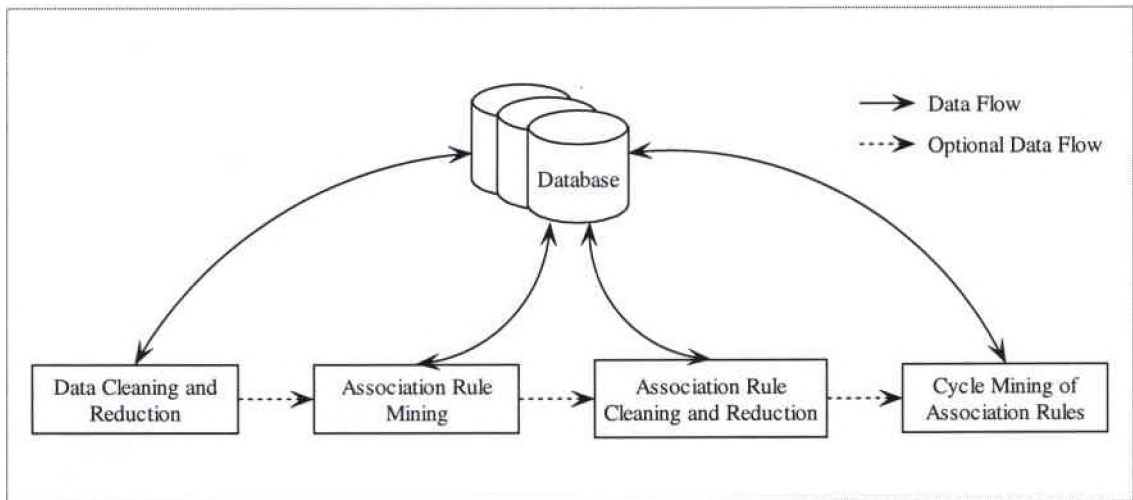 Data Flow
Optional Data Flow
Database
Data Cleaning and
Reduction
Association Rule
Mining
Association Rule
Cleaning and Reduction
Cycle Mining of
Association Rules